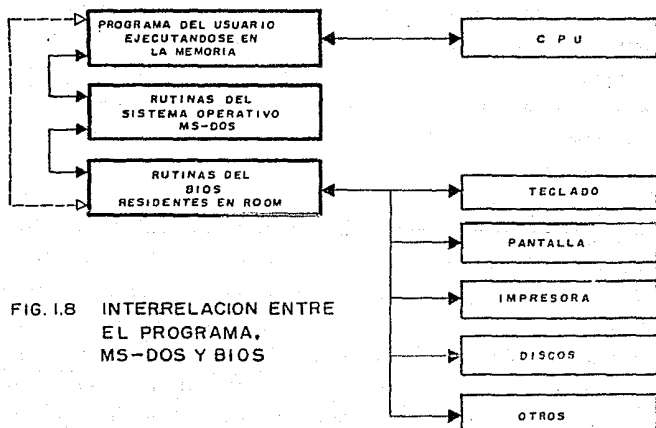 PROGRAMA DEL USUARIO
EJECUTANDOSE EN
LA MEMORIA
CPU
RUTINAS DEL
SISTEMA OPERATIVO
MS-DOS
RUTINAS DEL
BIOS
RESIDENTES EN ROOM
TECLADO
PANTALLA
IMPRESORA
DISCOS
OTROS
FIG. I.8 INTERRELACION ENTRE
EL PROGRAMA,
MS-DOS Y BIOS